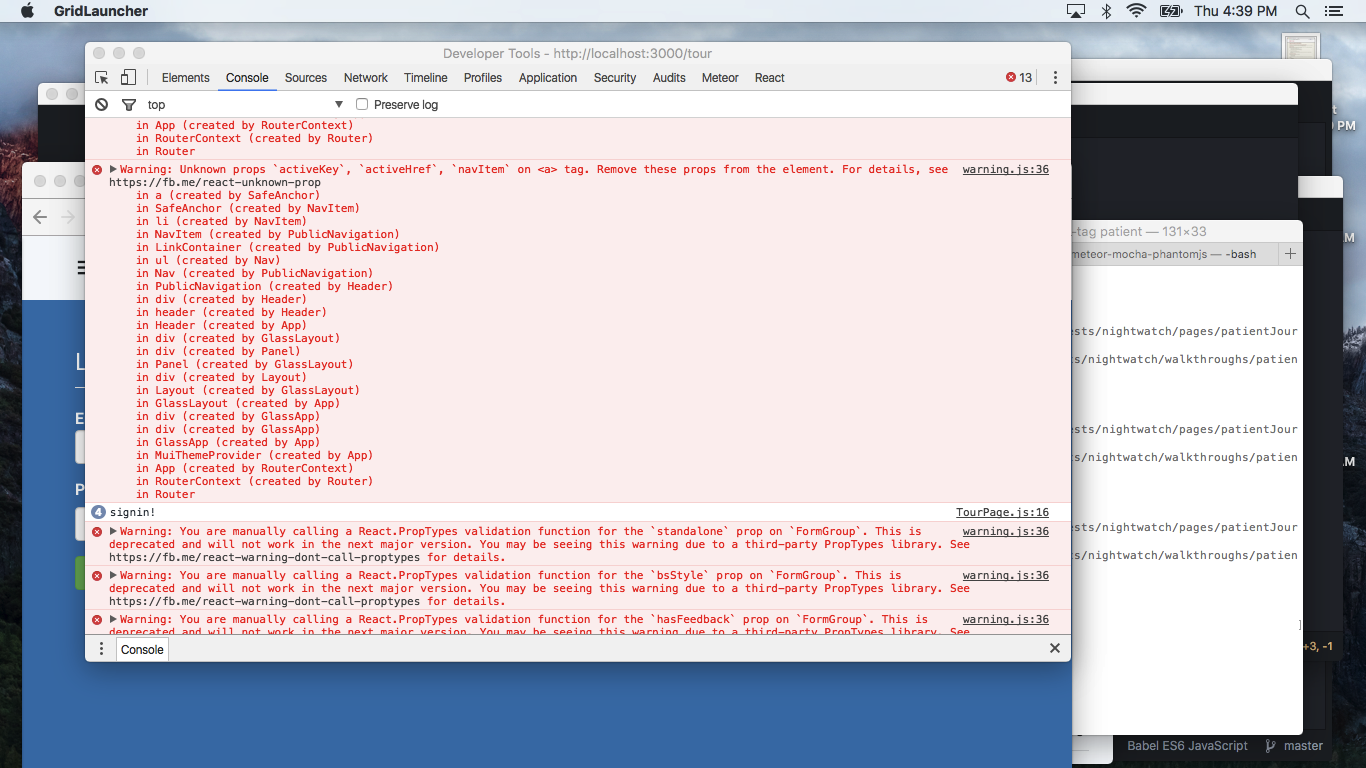 GridLauncher
Thu 4:39 PM
Developer Tools - http://localhost:3000/tour
Elements Console Sources Network Timeline Profiles Application Security Audits Meteor React 13
top Preserve log
in App (created by RouterContext)
in RouterContext (created by Router)
in Router
Warning: Unknown props `activeKey`, `activeHref`, `navItem` on <a> tag. Remove these props from the element. For details, see warning.js:36
https://fb.me/react-unknown-prop
in a (created by SafeAnchor)
in SafeAnchor (created by NavItem)
in li (created by NavItem)
in NavItem (created by PublicNavigation)
in LinkContainer (created by PublicNavigation)
in ul (created by Nav)
in Nav (created by PublicNavigation)
in PublicNavigation (created by Header)
in div (created by Header)
in header (created by Header)
in Header (created by App)
in div (created by GlassLayout)
in div (created by Panel)
in Panel (created by GlassLayout)
in div (created by Layout)
in Layout (created by GlassLayout)
in GlassLayout (created by App)
in div (created by GlassApp)
in div (created by GlassApp)
in GlassApp (created by App)
in MuiThemeProvider (created by App)
in App (created by RouterContext)
in RouterContext (created by Router)
in Router
4 signin! TourPage.js:16
Warning: You are manually calling a React.PropTypes validation function for the `standalone` prop on `FormGroup`. This is warning.js:36
deprecated and will not work in the next major version. You may be seeing this warning due to a third-party PropTypes library. See
https://fb.me/react-warning-dont-call-proptypes for details.
Warning: You are manually calling a React.PropTypes validation function for the `bsStyle` prop on `FormGroup`. This is warning.js:36
deprecated and will not work in the next major version. You may be seeing this warning due to a third-party PropTypes library. See
https://fb.me/react-warning-dont-call-proptypes for details.
Warning: You are manually calling a React.PropTypes validation function for the `hasFeedback` prop on `FormGroup`. This is warning.js:36
deprecated and will not work in the next major version. You may be seeing this warning due to a third-party PropTypes library. See
Console
L
E
P
PM
-tag patient — 131×33
meteor-mocha-phantomjs — -bash
ests/nightwatch/pages/patientJour
s/nightwatch/walkthroughs/patien
ests/nightwatch/pages/patientJour
s/nightwatch/walkthroughs/patien
ests/nightwatch/pages/patientJour
s/nightwatch/walkthroughs/patien
]
+3, -1
Babel ES6 JavaScript master